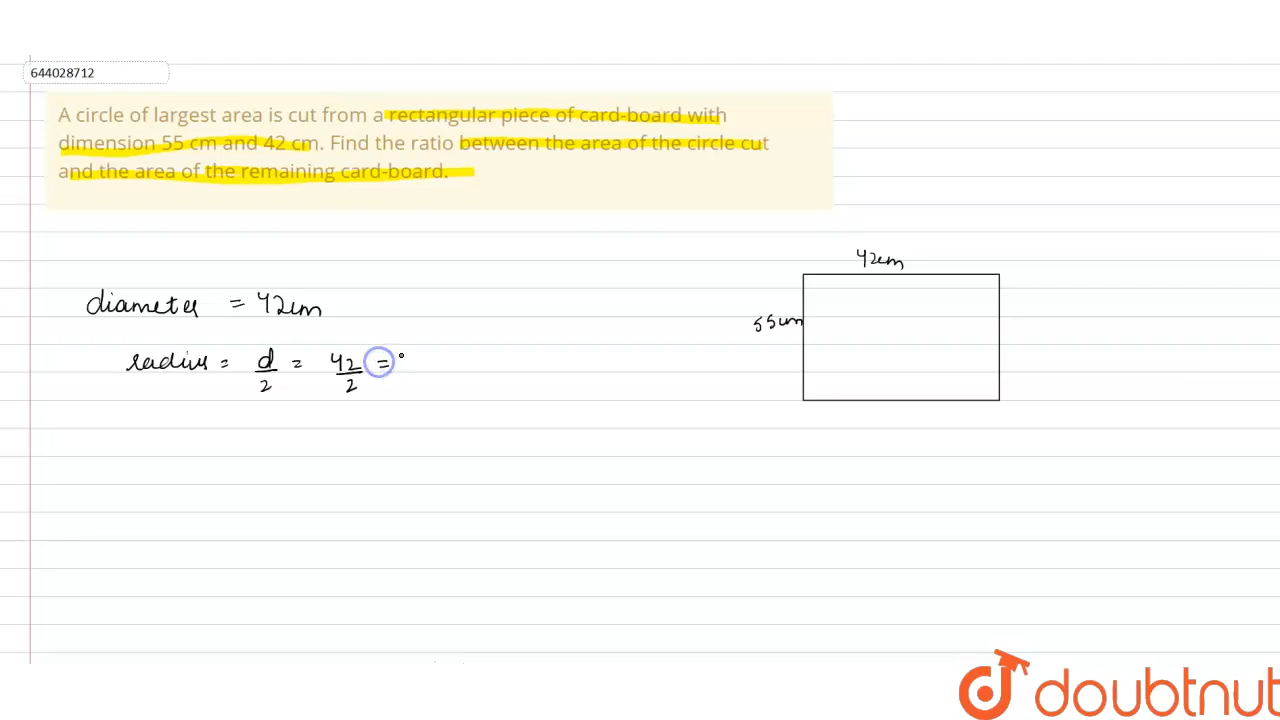 644028712
A circle of largest area is cut from a rectangular piece of card-board with
dimension 55 cm and 42 cm. Find the ratio between the area of the circle cut
and the area of the remaining card-board.
42cm
diameter = 42cm
55cm
radius = d/2 = 42/2 =
doubtnut